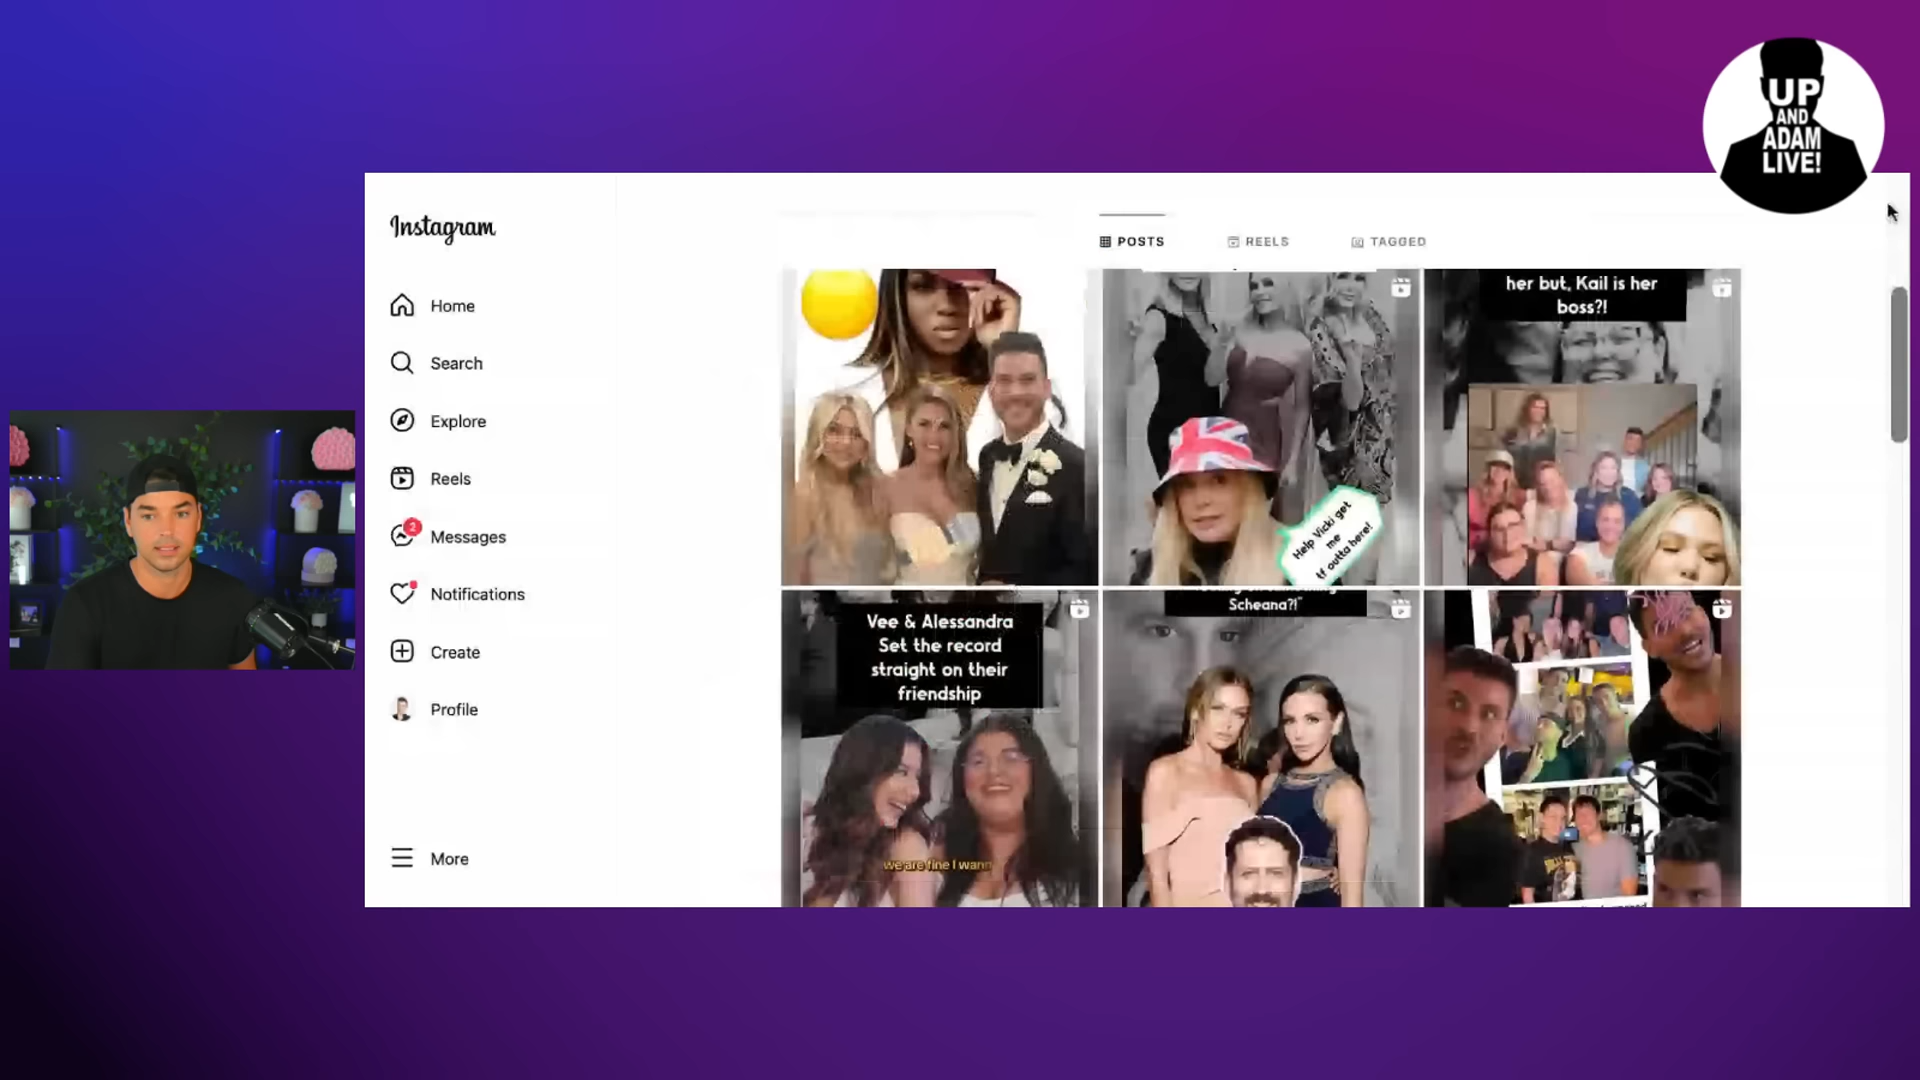 UP
AND
ADAM
LIVE!
Instagram
POSTS
REELS
TAGGED
Home
Search
Explore
Reels
2
Messages
Notifications
Create
Profile
More
Help Vicki get
me
tf outta here!
her but, Kail is her
boss?!
Vee & Alessandra
Set the record
straight on their
friendship
we are fine I wann
Scheana?!"